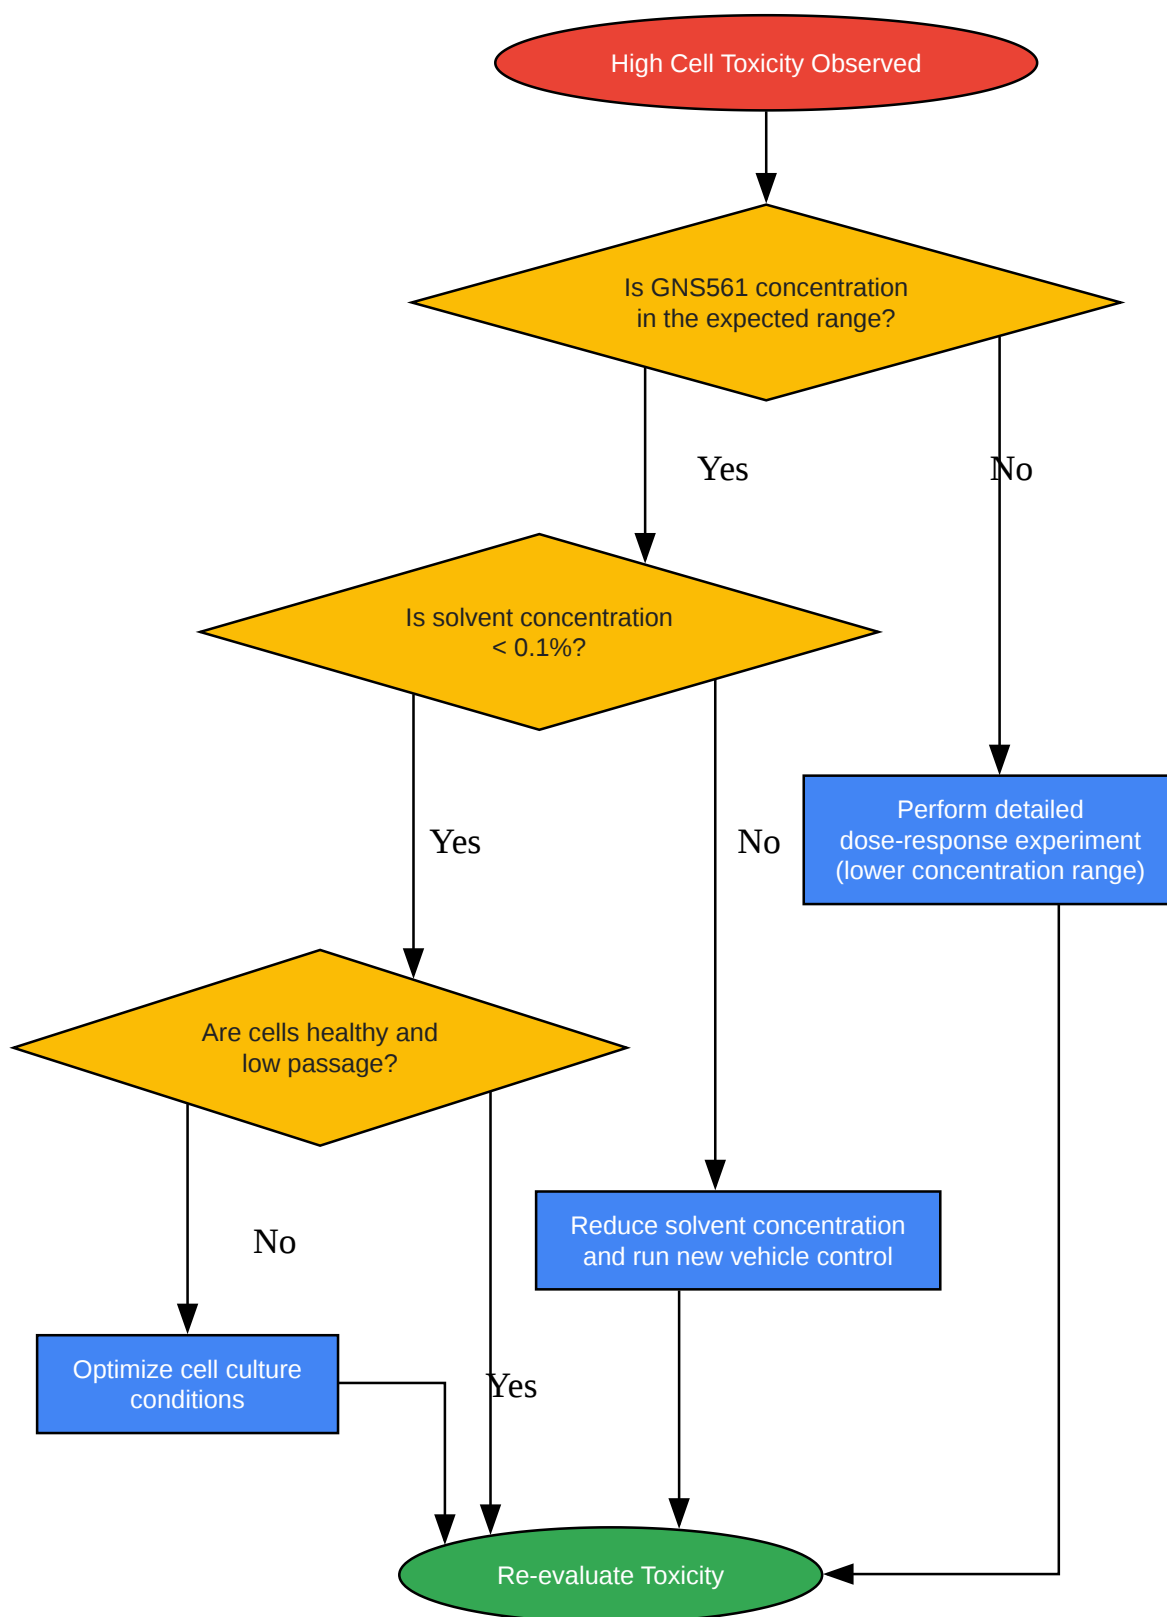 High Cell Toxicity Observed
Is GNS561 concentration
in the expected range?
Yes
No
Is solvent concentration
< 0.1%?
Yes
No
Perform detailed
dose-response experiment
(lower concentration range)
Are cells healthy and
low passage?
No
Yes
Reduce solvent concentration
and run new vehicle control
Optimize cell culture
conditions
Re-evaluate Toxicity